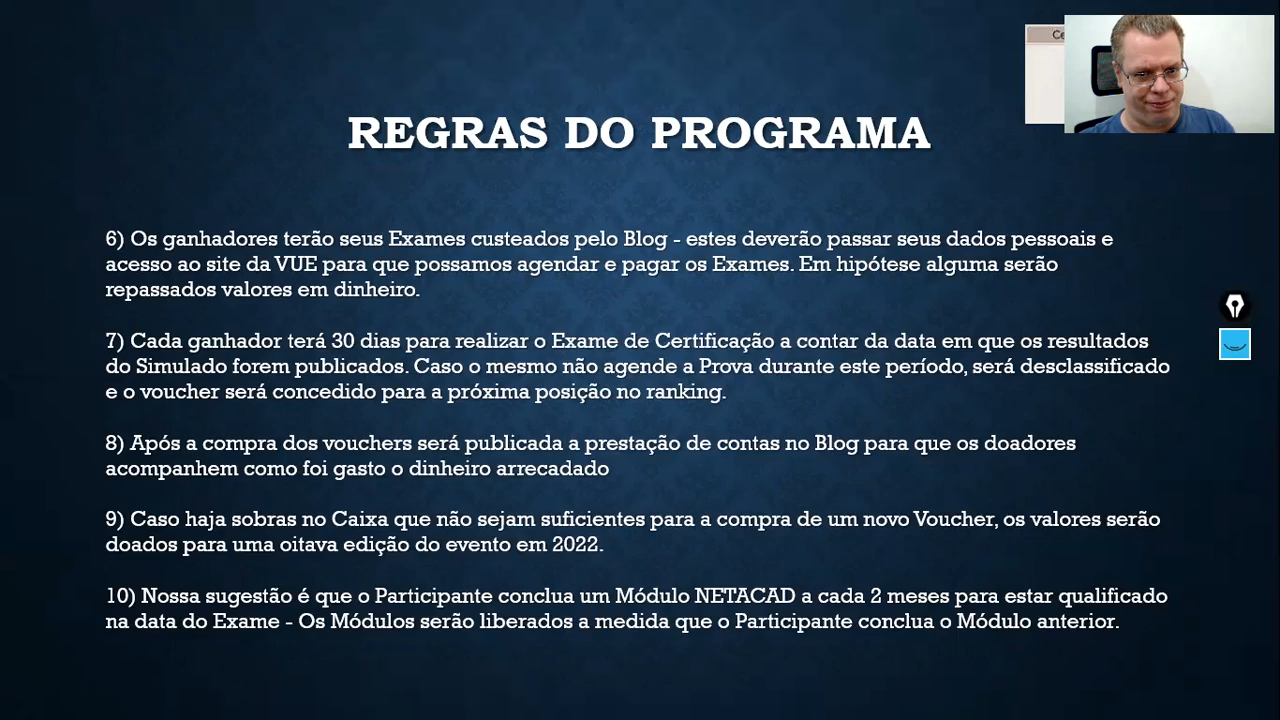 Ce
REGRAS DO PROGRAMA
6) Os ganhadores terão seus Exames custeados pelo Blog - estes deverão passar seus dados pessoais e
acesso ao site da VUE para que possamos agendar e pagar os Exames. Em hipótese alguma serão
repassados valores em dinheiro.
7) Cada ganhador terá 30 dias para realizar o Exame de Certificação a contar da data em que os resultados
do Simulado forem publicados. Caso o mesmo não agende a Prova durante este período, será desclassificado
e o voucher será concedido para a próxima posição no ranking.
8) Após a compra dos vouchers será publicada a prestação de contas no Blog para que os doadores
acompanhem como foi gasto o dinheiro arrecadado
9) Caso haja sobras no Caixa que não sejam suficientes para a compra de um novo Voucher, os valores serão
doados para uma oitava edição do evento em 2022.
10) Nossa sugestão é que o Participante conclua um Módulo NETACAD a cada 2 meses para estar qualificado
na data do Exame - Os Módulos serão liberados a medida que o Participante conclua o Módulo anterior.